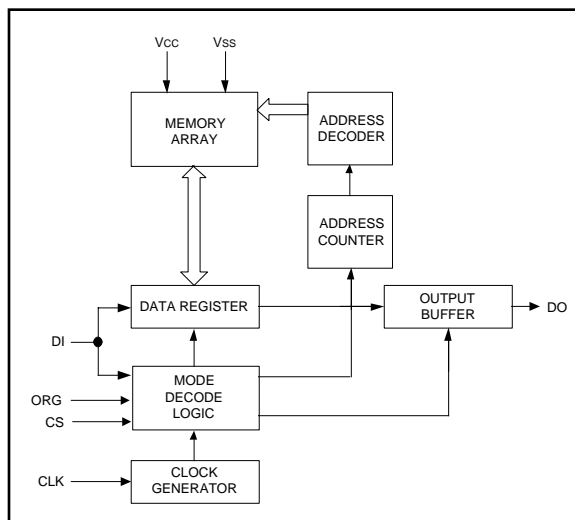 Vcc
Vss
MEMORY
ARRAY
ADDRESS
DECODER
ADDRESS
COUNTER
DATA REGISTER
OUTPUT
BUFFER
DO
DI
MODE
DECODE
LOGIC
ORG
CS
CLK
CLOCK
GENERATOR